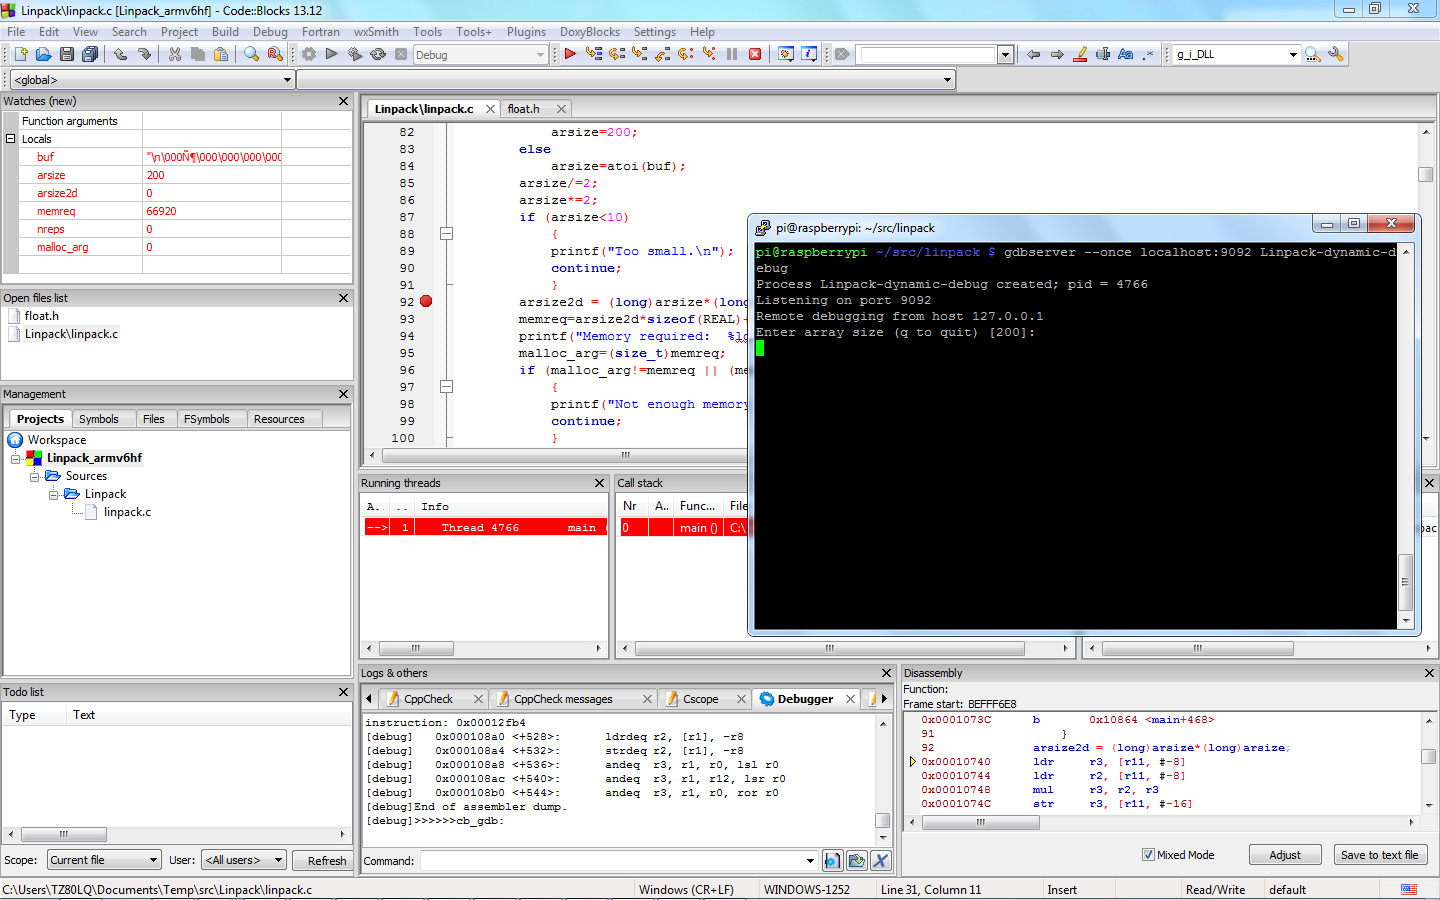 Linpack\linpack.c [Linpack_armv6hf] - Code::Blocks 13.12
File Edit View Search Project Build Debug Fortran wxSmith Tools Tools+ Plugins DoxyBlocks Settings Help
Debug
g_i_DLL
<global>
Watches (new)
Function arguments
Locals
buf "\n\000Ñ¶\000\000\000\000
arsize 200
arsize2d 0
memreq 66920
nreps 0
malloc_arg 0
Open files list
float.h
Linpack\linpack.c
Management
Projects Symbols Files FSymbols Resources
Workspace
Linpack_armv6hf
Sources
Linpack
linpack.c
Todo list
Type Text
Scope: Current file User: <All users> Refresh
Linpack\linpack.c float.h
82 arsize=200;
83 else
84 arsize=atoi(buf);
85 arsize/=2;
86 arsize*=2;
87 if (arsize<10)
88 {
89 printf("Too small.\n");
90 continue;
91 }
92 arsize2d = (long)arsize*(long
93 memreq=arsize2d*sizeof(REAL)+
94 printf("Memory required:  %ld
95 malloc_arg=(size_t)memreq;
96 if (malloc_arg!=memreq || (me
97 {
98 printf("Not enough memory
99 continue;
100 }
pi@raspberrypi: ~/src/linpack
pi@raspberrypi ~/src/linpack $ gdbserver --once localhost:9092 Linpack-dynamic-d
ebug
Process Linpack-dynamic-debug created; pid = 4766
Listening on port 9092
Remote debugging from host 127.0.0.1
Enter array size (q to quit) [200]:
Running threads
A. .. Info
--> 1 Thread 4766 main (
Call stack
Nr A.. Func... File
0 main () C:\
pac
Logs & others
CppCheck CppCheck messages Cscope Debugger
instruction: 0x00012fb4
[debug] 0x000108a0 <+528>: ldrdeq r2, [r1], -r8
[debug] 0x000108a4 <+532>: strdeq r2, [r1], -r8
[debug] 0x000108a8 <+536>: andeq r3, r1, r0, lsl r0
[debug] 0x000108ac <+540>: andeq r3, r1, r12, lsr r0
[debug] 0x000108b0 <+544>: andeq r3, r1, r0, ror r0
[debug]End of assembler dump.
[debug]>>>>>>cb_gdb:
Command:
Disassembly
Function:
Frame start: BEFFF6E8
0x0001073C b 0x10864 <main+468>
91 }
92 arsize2d = (long)arsize*(long)arsize;
0x00010740 ldr r3, [r11, #-8]
0x00010744 ldr r2, [r11, #-8]
0x00010748 mul r3, r2, r3
0x0001074C str r3, [r11, #-16]
Mixed Mode Adjust Save to text file
C:\Users\TZ80LQ\Documents\Temp\src\Linpack\linpack.c Windows (CR+LF) WINDOWS-1252 Line 31, Column 11 Insert Read/Write default